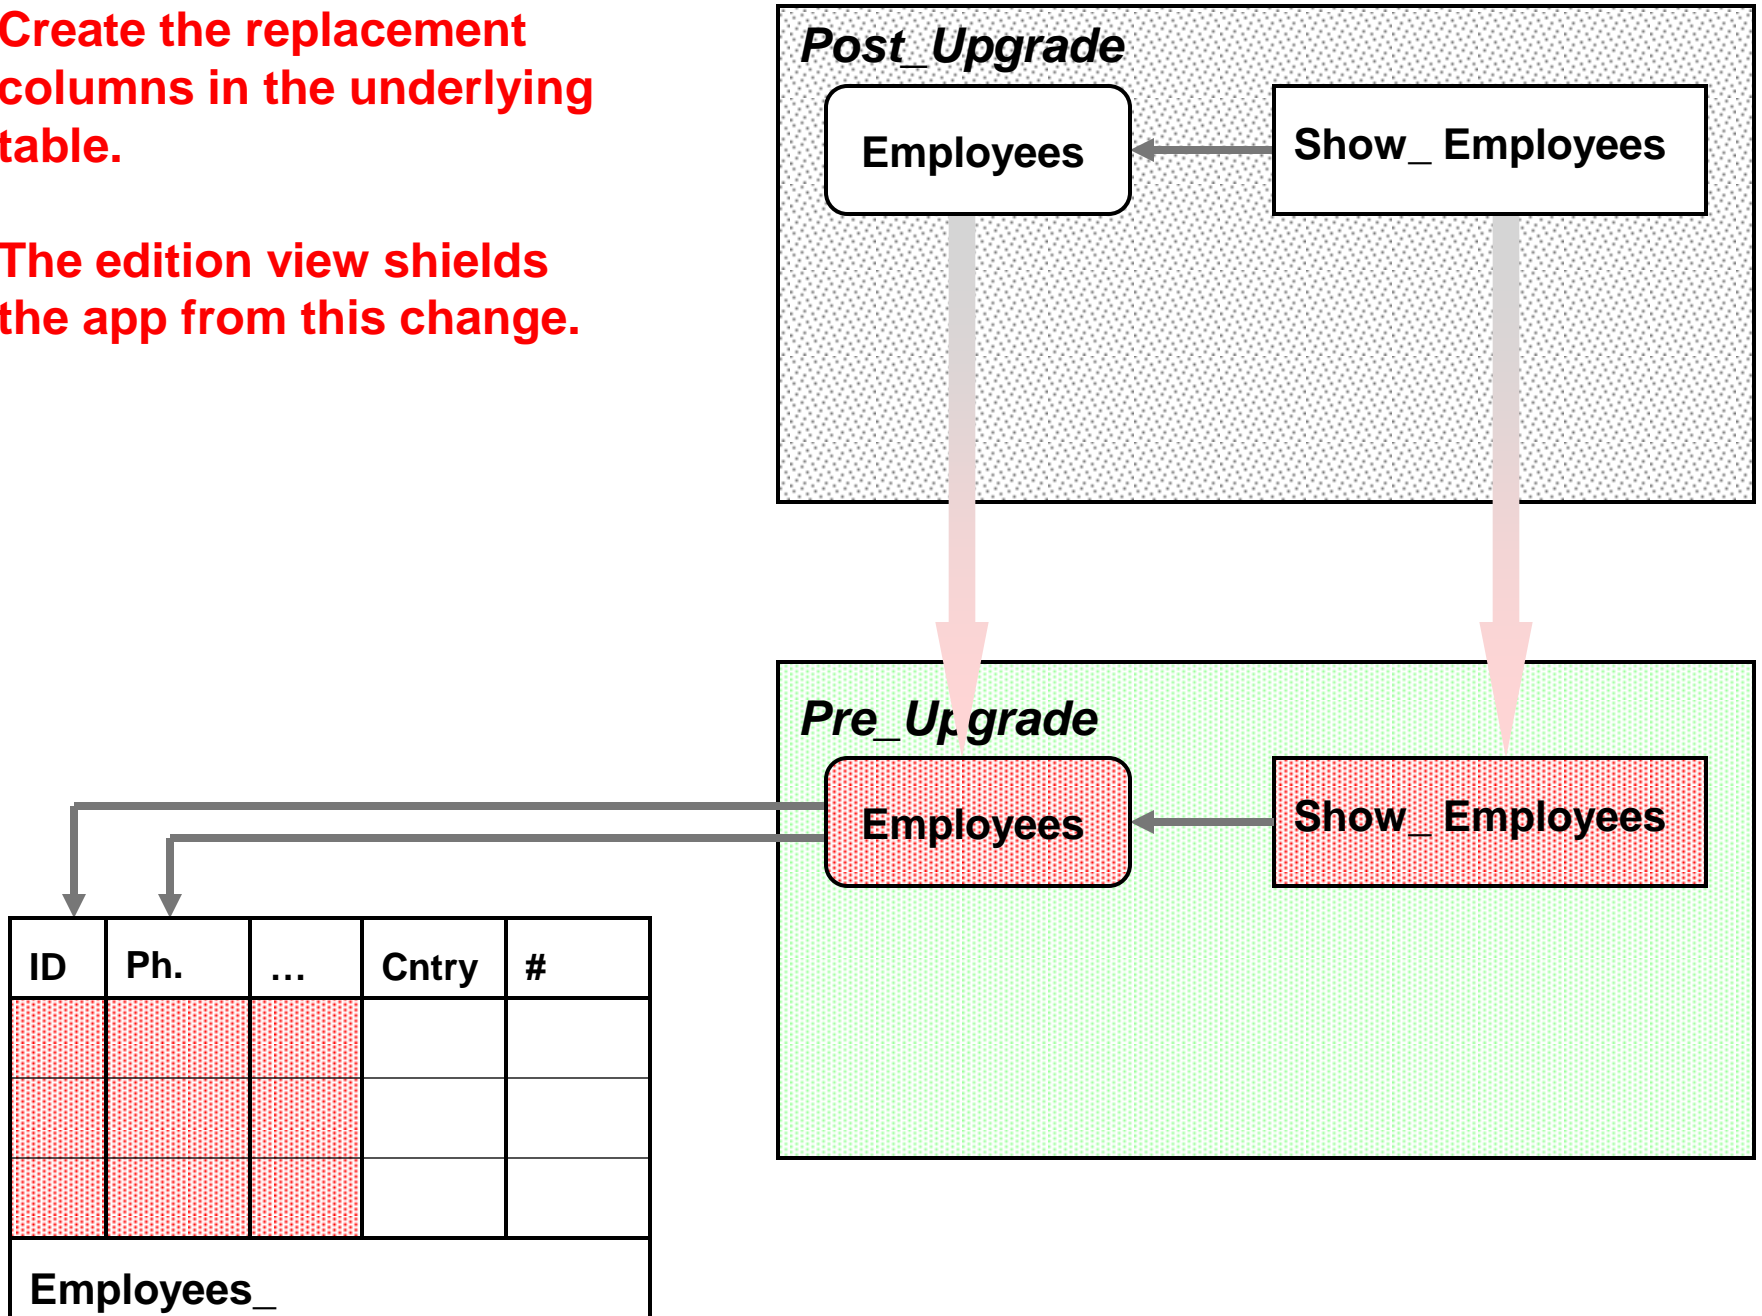 Create the replacement
columns in the underlying
table.
The edition view shields
the app from this change.
Post_Upgrade
Employees
Show_ Employees
Pre_Upgrade
Employees
Show_ Employees
ID Ph. … Cntry #
Employees_